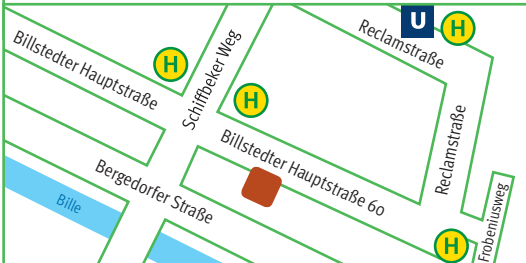 U
H
Reclamstraße
Billstedter Hauptstraße
H
Schiffbeker Weg
H
Billstedter Hauptstraße 60
Reclamstraße
Bergedorfer Straße
Bille
Frobeniusweg
H